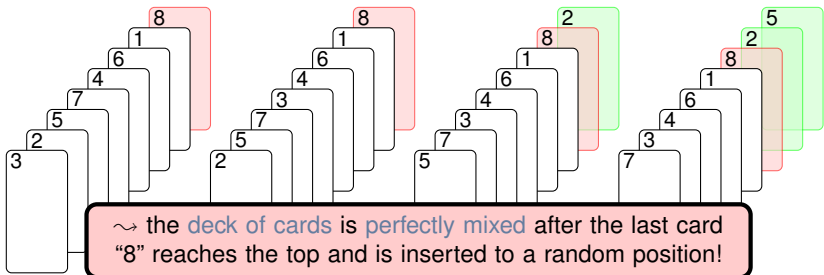 8 8 2 5
1 1 8 2
6 6 1 8
4 4 6 1
7 3 4 6
5 7 3 4
2 5 7 3
3 2 5 7
⤳ the deck of cards is perfectly mixed after the last card
“8” reaches the top and is inserted to a random position!